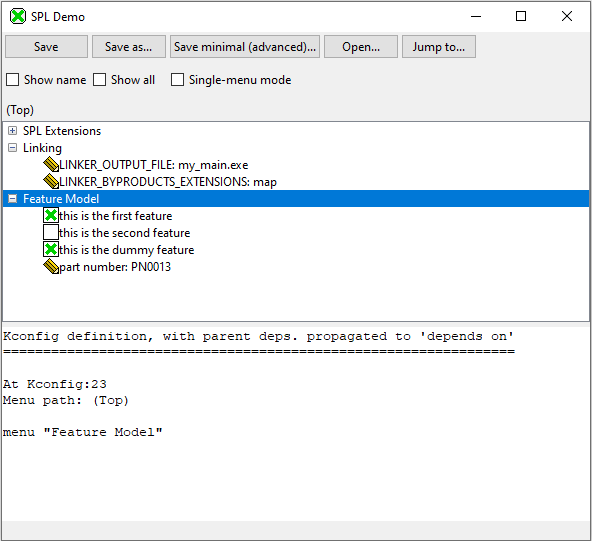 SPL Demo
Save Save as... Save minimal (advanced)... Open... Jump to...
Show name Show all Single-menu mode
(Top)
SPL Extensions
Linking
LINKER_OUTPUT_FILE: my_main.exe
LINKER_BYPRODUCTS_EXTENSIONS: map
Feature Model
this is the first feature
this is the second feature
this is the dummy feature
part number: PN0013
Kconfig definition, with parent deps. propagated to 'depends on'
================================================================
At Kconfig:23
Menu path: (Top)
menu "Feature Model"